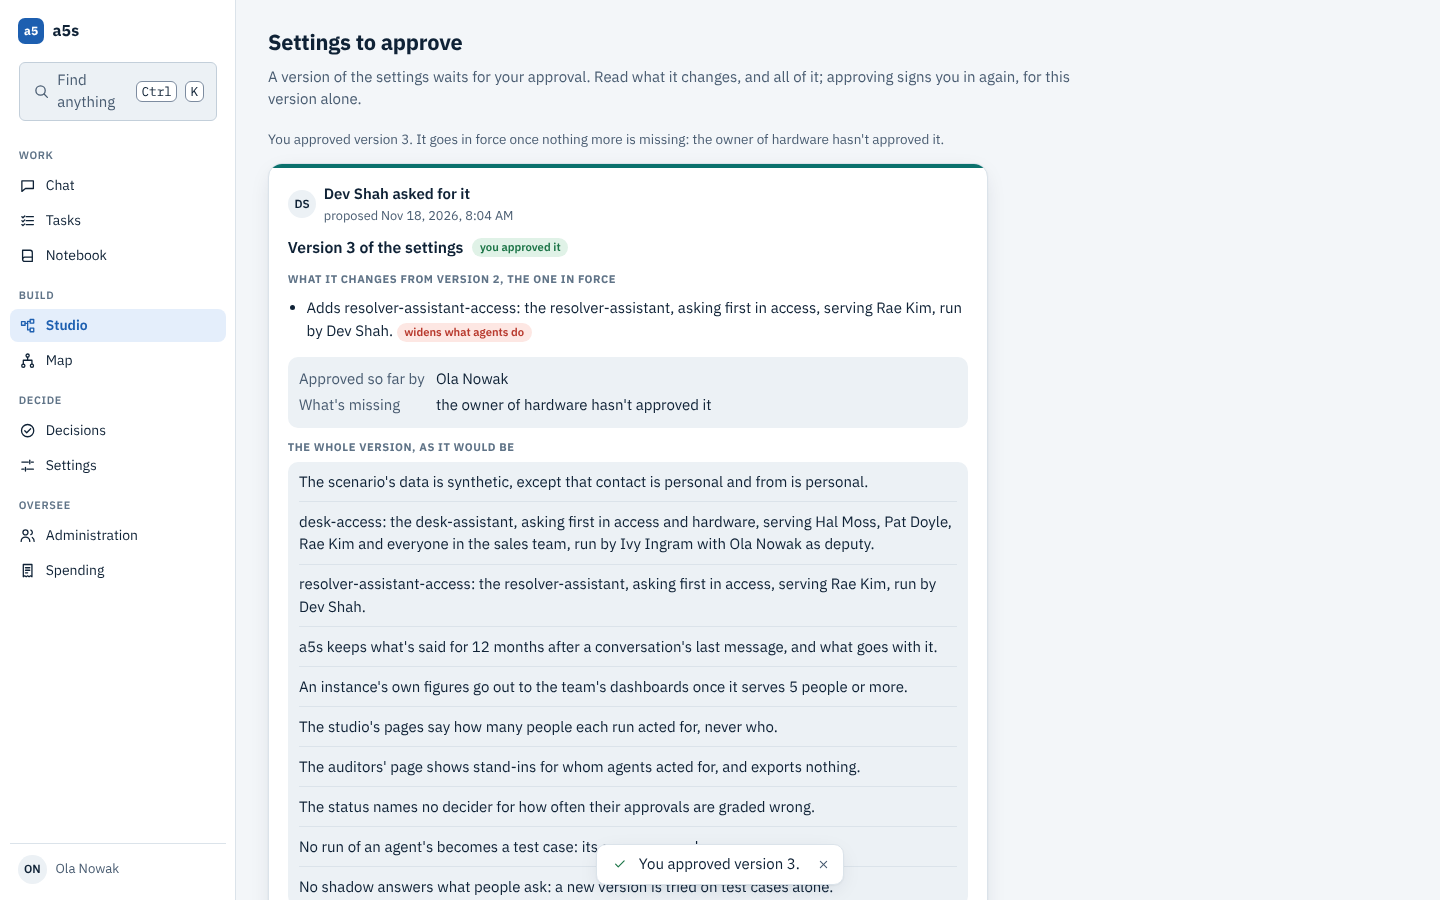 a5 a5s
Find anything Ctrl K
WORK
Chat
Tasks
Notebook
BUILD
Studio
Map
DECIDE
Decisions
Settings
OVERSEE
Administration
Spending
ON Ola Nowak
Settings to approve
A version of the settings waits for your approval. Read what it changes, and all of it; approving signs you in again, for this
version alone.
You approved version 3. It goes in force once nothing more is missing: the owner of hardware hasn't approved it.
DS Dev Shah asked for it
proposed Nov 18, 2026, 8:04 AM
Version 3 of the settings you approved it
WHAT IT CHANGES FROM VERSION 2, THE ONE IN FORCE
• Adds resolver-assistant-access: the resolver-assistant, asking first in access, serving Rae Kim, run
by Dev Shah. widens what agents do
Approved so far by Ola Nowak
What's missing the owner of hardware hasn't approved it
THE WHOLE VERSION, AS IT WOULD BE
The scenario's data is synthetic, except that contact is personal and from is personal.
desk-access: the desk-assistant, asking first in access and hardware, serving Hal Moss, Pat Doyle,
Rae Kim and everyone in the sales team, run by Ivy Ingram with Ola Nowak as deputy.
resolver-assistant-access: the resolver-assistant, asking first in access, serving Rae Kim, run by
Dev Shah.
a5s keeps what's said for 12 months after a conversation's last message, and what goes with it.
An instance's own figures go out to the team's dashboards once it serves 5 people or more.
The studio's pages say how many people each run acted for, never who.
The auditors' page shows stand-ins for whom agents acted for, and exports nothing.
The status names no decider for how often their approvals are graded wrong.
No run of an agent's becomes a test case: its
No shadow answers what people ask: a new version is tried on test cases alone.
You approved version 3.